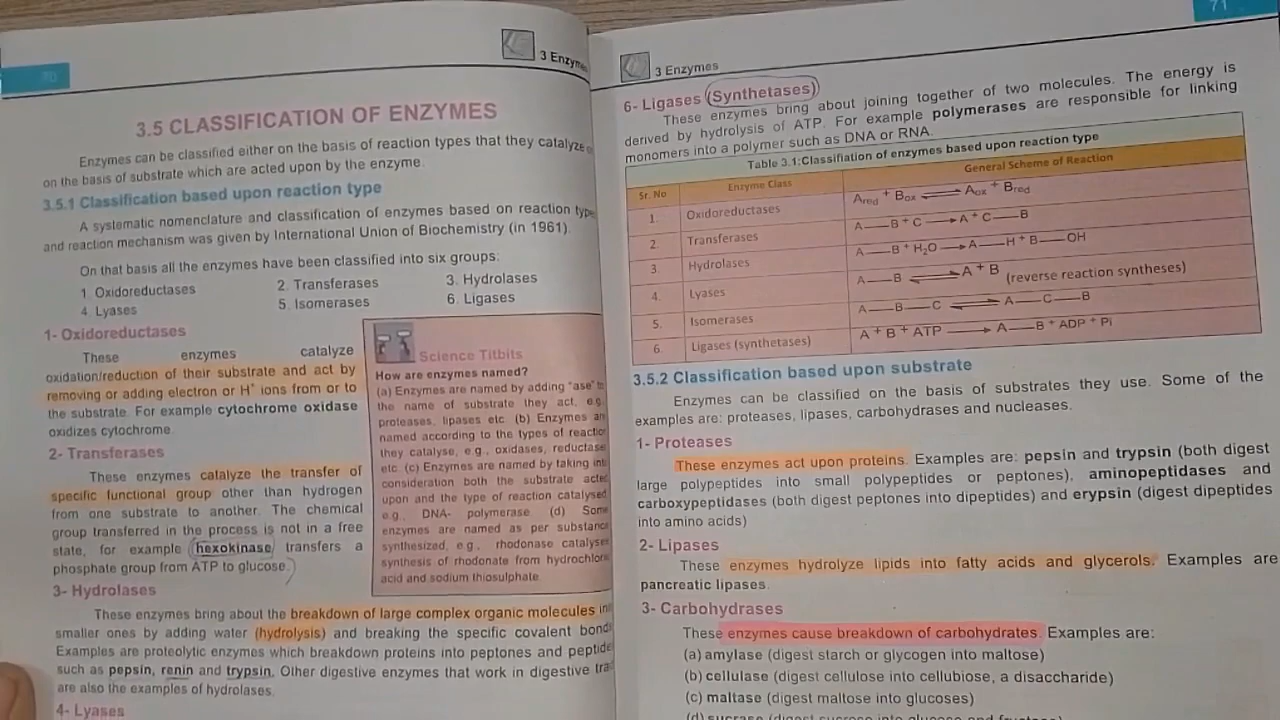 70
3 Enzymes
3.5 CLASSIFICATION OF ENZYMES
Enzymes can be classified either on the basis of reaction types that they catalyze
on the basis of substrate which are acted upon by the enzyme.
3.5.1 Classification based upon reaction type
A systematic nomenclature and classification of enzymes based on reaction type
and reaction mechanism was given by International Union of Biochemistry (in 1961).
On that basis all the enzymes have been classified into six groups:
1. Oxidoreductases 2. Transferases 3. Hydrolases
4. Lyases 5. Isomerases 6. Ligases
1- Oxidoreductases
These enzymes catalyze
oxidation/reduction of their substrate and act by
removing or adding electron or H⁺ ions from or to
the substrate. For example cytochrome oxidase
oxidizes cytochrome.
2- Transferases
These enzymes catalyze the transfer of
specific functional group other than hydrogen
from one substrate to another. The chemical
group transferred in the process is not in a free
state, for example hexokinase transfers a
phosphate group from ATP to glucose.
Science Titbits
How are enzymes named?
(a) Enzymes are named by adding "ase" to
the name of substrate they act, e.g.
proteases, lipases etc (b) Enzymes are
named according to the types of reaction
they catalyse, e.g., oxidases, reductase
etc. (c) Enzymes are named by taking into
consideration both the substrate acted
upon and the type of reaction catalysed
e.g., DNA- polymerase (d) Some
enzymes are named as per substance
synthesized, e.g., rhodonase catalyses
synthesis of rhodonate from hydrochloric
acid and sodium thiosulphate.
3- Hydrolases
These enzymes bring about the breakdown of large complex organic molecules into
smaller ones by adding water (hydrolysis) and breaking the specific covalent bonds
Examples are proteolytic enzymes which breakdown proteins into peptones and peptides
such as pepsin, renin and trypsin. Other digestive enzymes that work in digestive tract
are also the examples of hydrolases.
4- Lyases
71
3 Enzymes
6- Ligases (Synthetases)
These enzymes bring about joining together of two molecules. The energy is
derived by hydrolysis of ATP. For example polymerases are responsible for linking
monomers into a polymer such as DNA or RNA.
Table 3.1:Classifiation of enzymes based upon reaction type
Sr. No Enzyme Class General Scheme of Reaction
1. Oxidoreductases Ared + Box ⇌ Aox + Bred
2. Transferases A—B + C → A + C—B
3. Hydrolases A—B + H₂O → A—H + B—OH
4. Lyases A—B ⇌ A + B (reverse reaction syntheses)
5. Isomerases A—B—C ⇌ A—C—B
6. Ligases (synthetases) A + B + ATP → A—B + ADP + Pi
3.5.2 Classification based upon substrate
Enzymes can be classified on the basis of substrates they use. Some of the
examples are: proteases, lipases, carbohydrases and nucleases.
1- Proteases
These enzymes act upon proteins. Examples are: pepsin and trypsin (both digest
large polypeptides into small polypeptides or peptones), aminopeptidases and
carboxypeptidases (both digest peptones into dipeptides) and erypsin (digest dipeptides
into amino acids)
2- Lipases
These enzymes hydrolyze lipids into fatty acids and glycerols. Examples are
pancreatic lipases.
3- Carbohydrases
These enzymes cause breakdown of carbohydrates. Examples are:
(a) amylase (digest starch or glycogen into maltose)
(b) cellulase (digest cellulose into cellubiose, a disaccharide)
(c) maltase (digest maltose into glucoses)
(d) sucrase (digest sucrose into glucose and fructose)